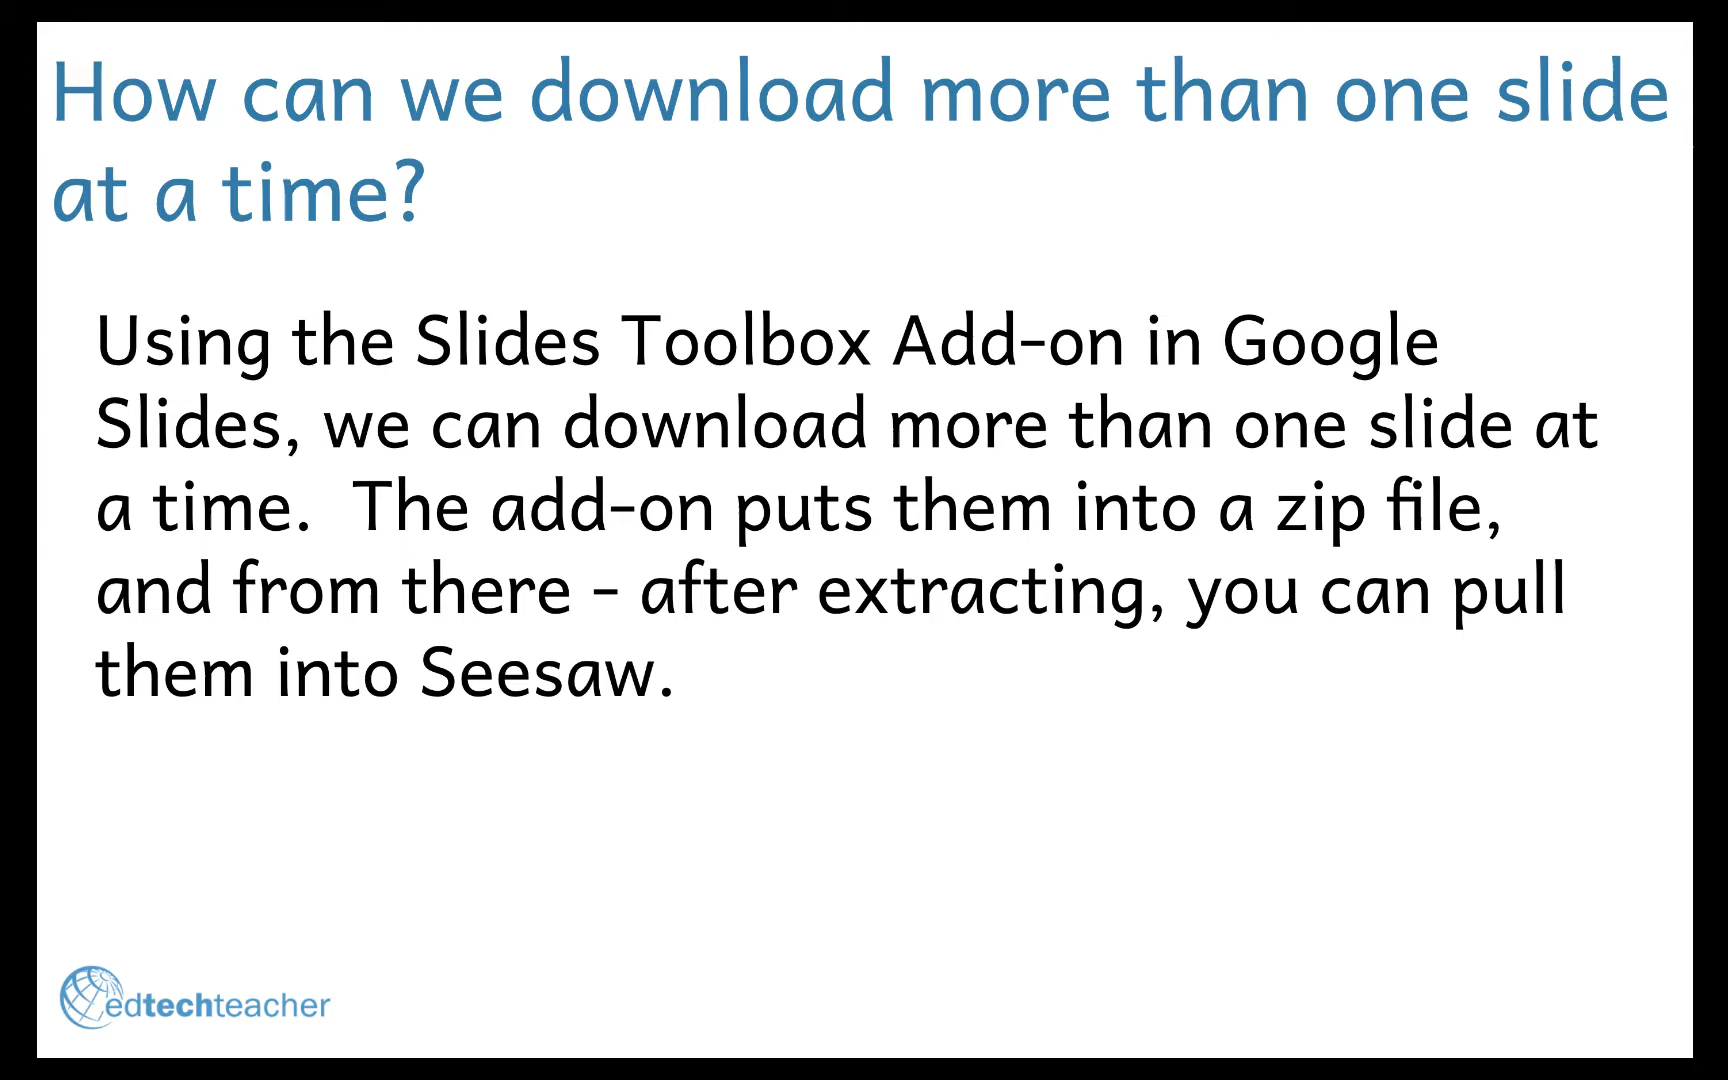 How can we download more than one slide
at a time?
Using the Slides Toolbox Add-on in Google
Slides, we can download more than one slide at
a time.  The add-on puts them into a zip file,
and from there - after extracting, you can pull
them into Seesaw.
edtechteacher